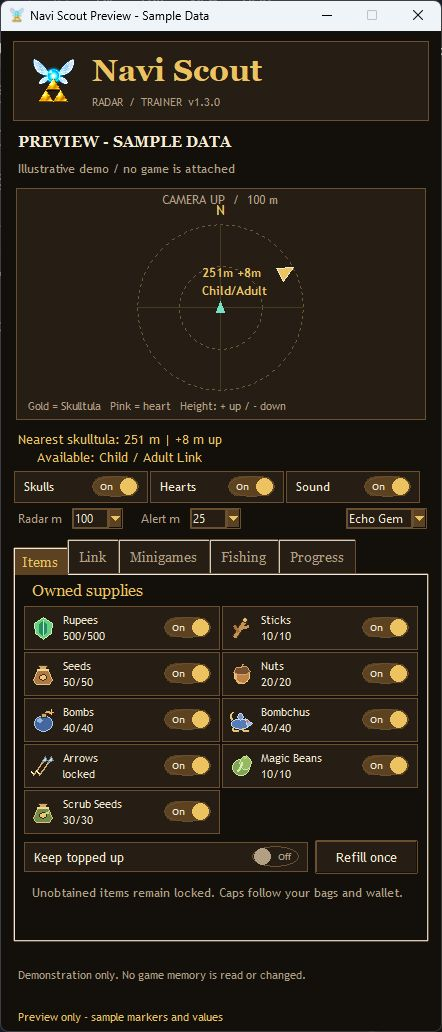 Navi Scout Preview - Sample Data
Navi Scout
RADAR / TRAINER v1.3.0
PREVIEW - SAMPLE DATA
Illustrative demo / no game is attached
CAMERA UP / 100 m
N
251m +8m
Child/Adult
Gold = Skulltula Pink = heart Height: + up / - down
Nearest skulltula: 251 m | +8 m up
Available: Child / Adult Link
Skulls On Hearts On Sound On
Radar m 100 Alert m 25 Echo Gem
Items Link Minigames Fishing Progress
Owned supplies
Rupees
500/500
On
Sticks
10/10
On
Seeds
50/50
On
Nuts
20/20
On
Bombs
40/40
On
Bombchus
40/40
On
Arrows
locked
On
Magic Beans
10/10
On
Scrub Seeds
30/30
On
Keep topped up Off Refill once
Unobtained items remain locked. Caps follow your bags and wallet.
Demonstration only. No game memory is read or changed.
Preview only - sample markers and values